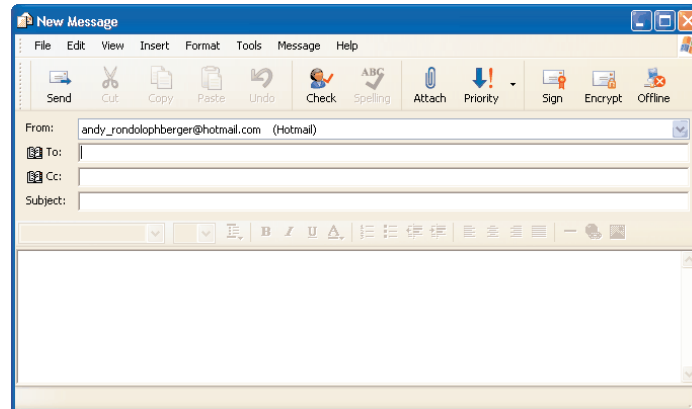 New Message
File Edit View Insert Format Tools Message Help
ABC
Send Cut Copy Paste Undo Check Spelling Attach Priority Sign Encrypt Offline
From: andy_rondolophberger@hotmail.com (Hotmail)
To:
Cc:
Subject:
B I U A